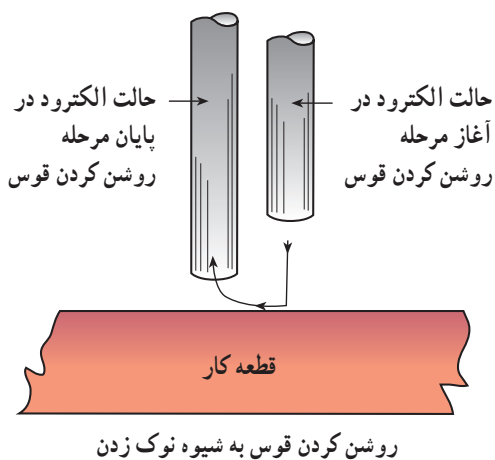 حالت الکترود در
آغاز مرحله
روشن کردن قوس
حالت الکترود در
پایان مرحله
روشن کردن قوس
قطعه کار
روشن کردن قوس به شیوه نوک زدن